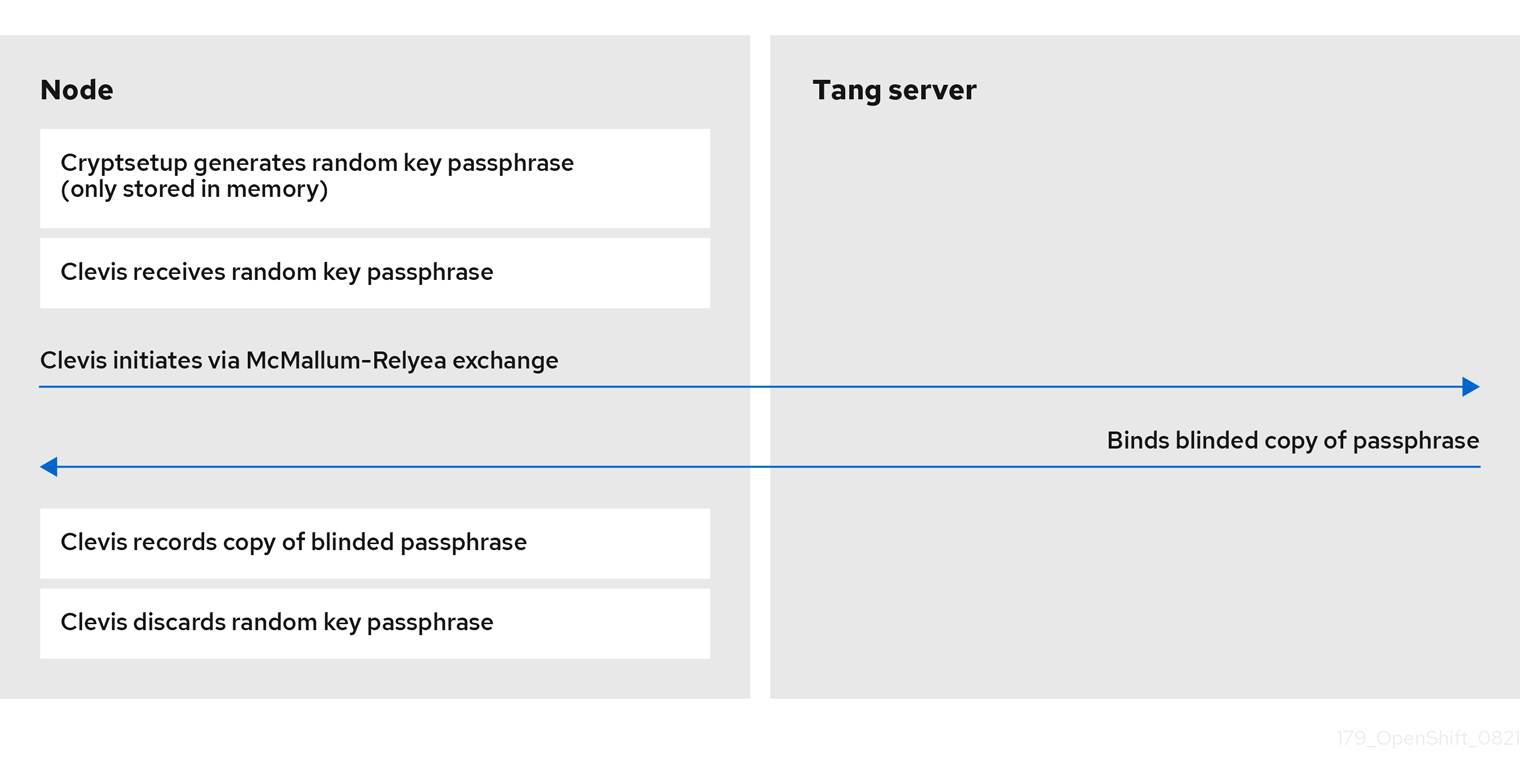 Node
Cryptsetup generates random key passphrase
(only stored in memory)
Clevis receives random key passphrase
Clevis initiates via McMallum-Relyea exchange
Clevis records copy of blinded passphrase
Clevis discards random key passphrase
Tang server
Binds blinded copy of passphrase
179_OpenShift_0821